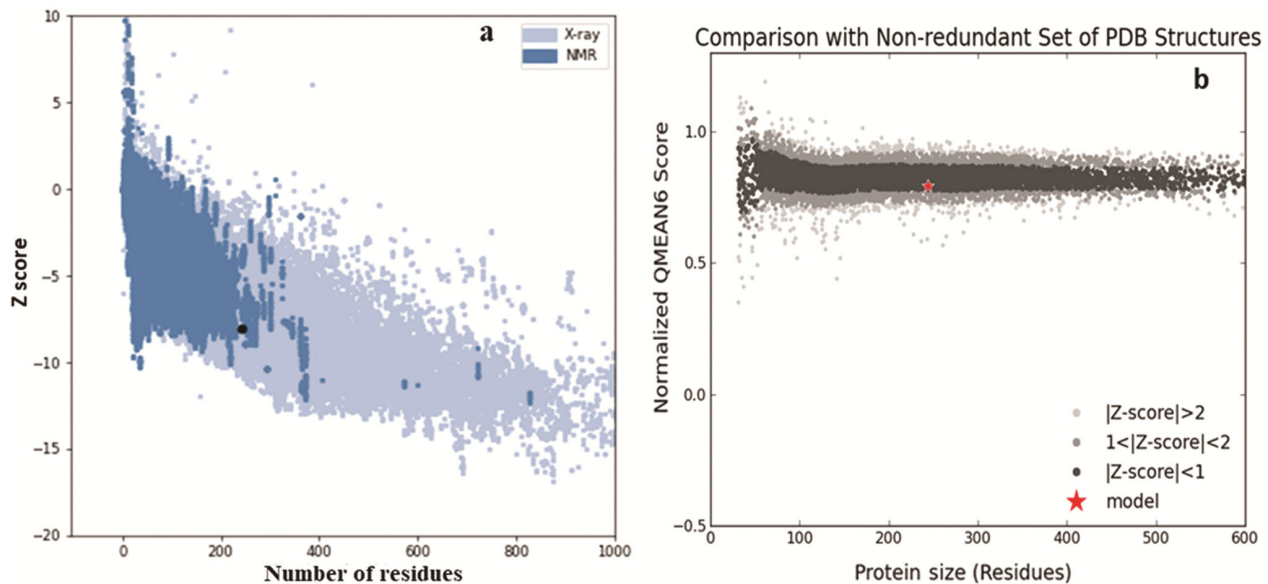 a
X-ray
NMR
10
5
0
−5
−10
−15
−20
Z score
0
200
400
600
800
1000
Number of residues
Comparison with Non-redundant Set of PDB Structures
b
1.0
0.5
0.0
−0.5
Normalized QMEAN6 Score
|Z-score|>2
1<|Z-score|<2
|Z-score|<1
model
0
100
200
300
400
500
600
Protein size (Residues)